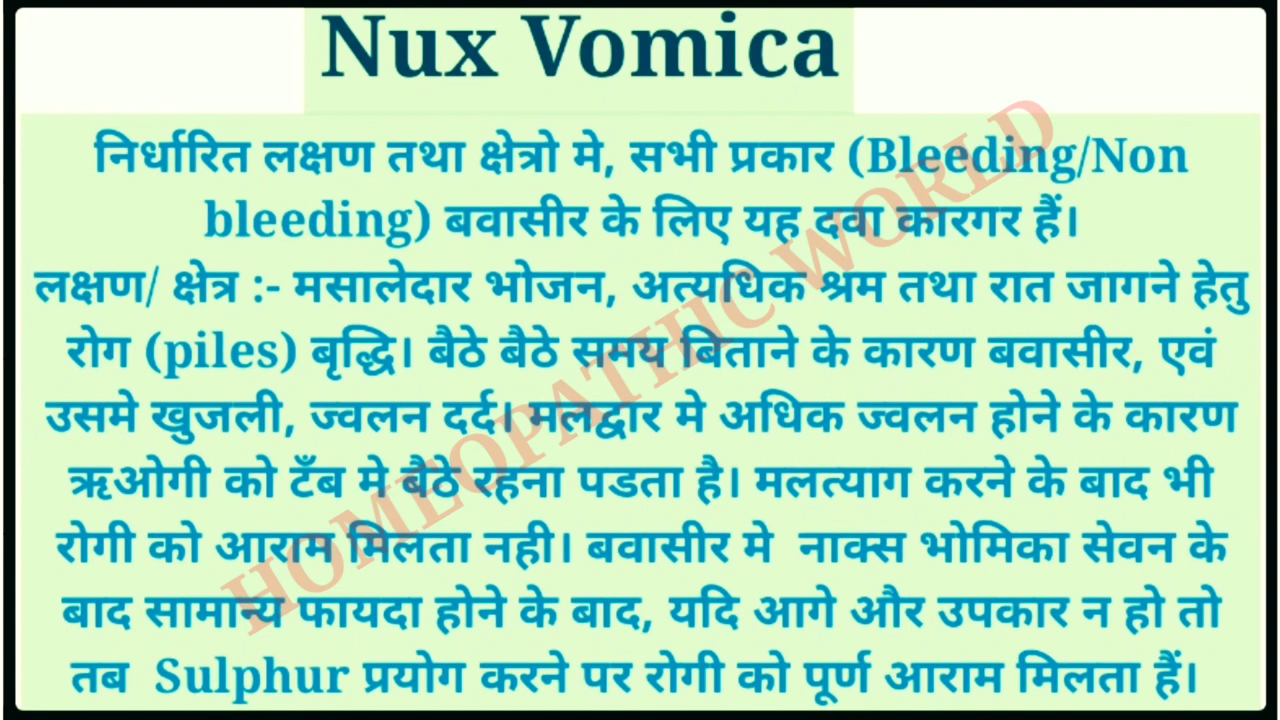 Nux Vomica
निर्धारित लक्षण तथा क्षेत्रो मे, सभी प्रकार (Bleeding/Non
bleeding) बवासीर के लिए यह दवा कारगर हैं।
लक्षण/ क्षेत्र :- मसालेदार भोजन, अत्यधिक श्रम तथा रात जागने हेतु
रोग (piles) बृद्धि। बैठे बैठे समय बिताने के कारण बवासीर, एवं
उसमे खुजली, ज्वलन दर्द। मलद्वार मे अधिक ज्वलन होने के कारण
ऋओगी को टँब मे बैठे रहना पडता है। मलत्याग करने के बाद भी
रोगी को आराम मिलता नही। बवासीर मे  नाक्स भोमिका सेवन के
बाद सामान्य फायदा होने के बाद, यदि आगे और उपकार न हो तो
तब  Sulphur प्रयोग करने पर रोगी को पूर्ण आराम मिलता हैं।
HOMEOPATHIC WORLD